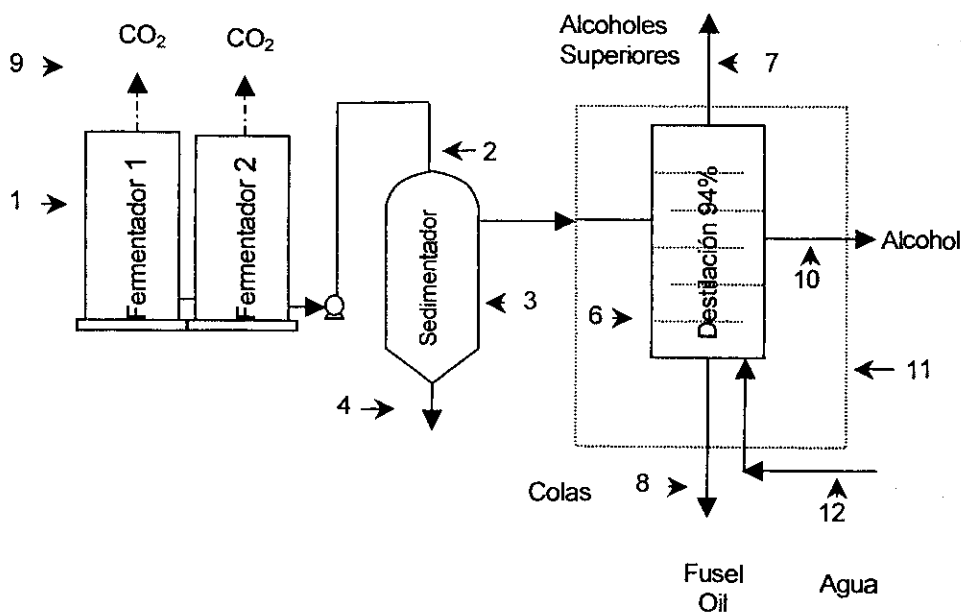 CO₂
CO₂
Alcoholes
Superiores
9
7
1
Fermentador 1
Fermentador 2
2
Sedimentador
3
4
6
Destilación 94%
Alcohol
10
11
Colas
8
12
Fusel
Oil
Agua